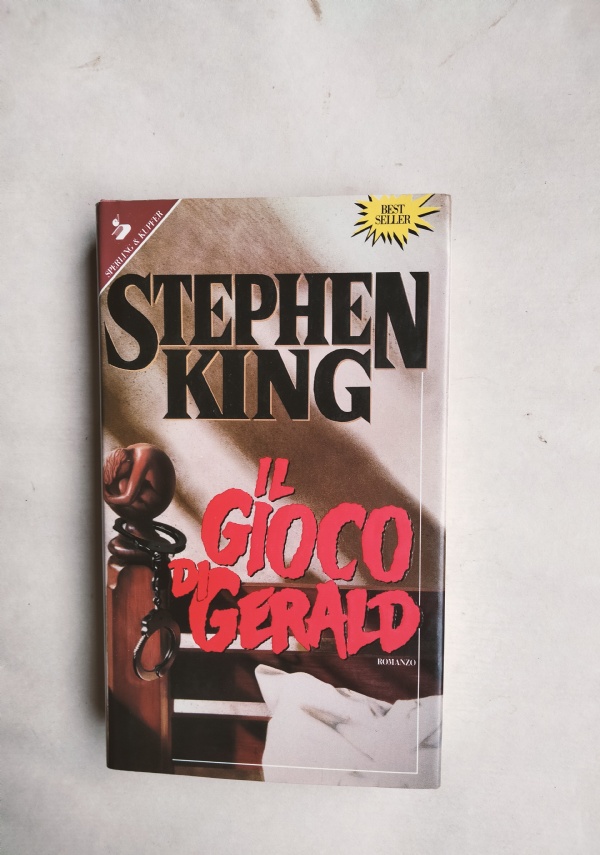 SPERLING & KUPFER
BEST
SELLER
STEPHEN
KING
IL
GIOCO
DI
GERALD
ROMANZO